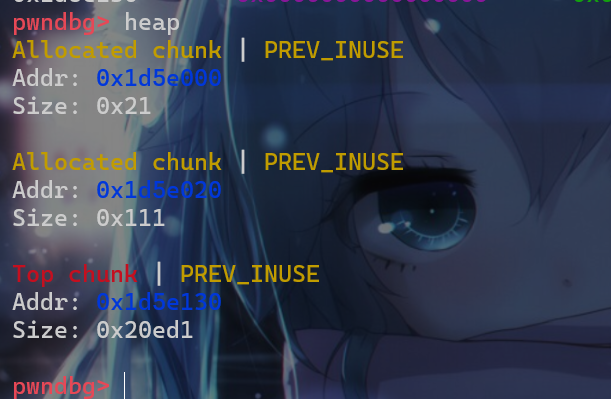 pwndbg> heap
Allocated chunk | PREV_INUSE
Addr: 0x1d5e000
Size: 0x21
Allocated chunk | PREV_INUSE
Addr: 0x1d5e020
Size: 0x111
Top chunk | PREV_INUSE
Addr: 0x1d5e130
Size: 0x20ed1
pwndbg>